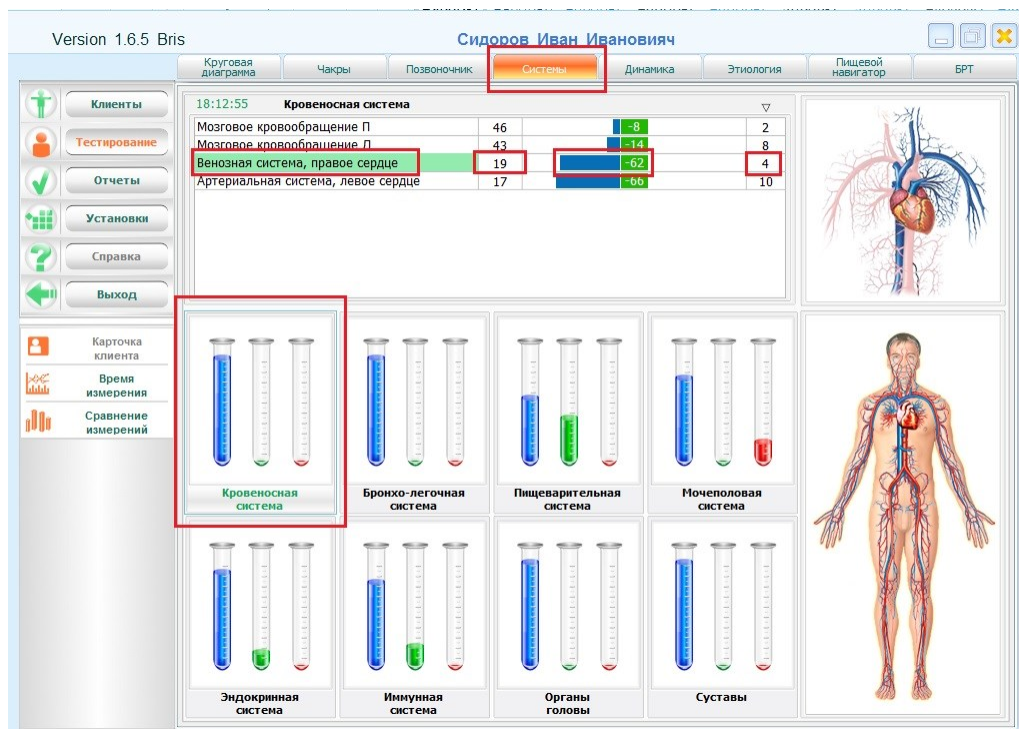 Version 1.6.5 Bris
Сидоров Иван Ивановияч
Круговая
диаграмма
Чакры
Позвоночник
Системы
Динамика
Этиология
Пищевой
навигатор
БРТ
Клиенты
Тестирование
Отчеты
Установки
Справка
Выход
Карточка
клиента
Время
измерения
Сравнение
измерений
18:12:55 Кровеносная система ▽
Мозговое кровообращение П 46 -8 2
Мозговое кровообращение Л 43 -14 8
Венозная система, правое сердце 19 -62 4
Артериальная система, левое сердце 17 -66 10
Кровеносная
система
Бронхо-легочная
система
Пищеварительная
система
Мочеполовая
система
Эндокринная
система
Иммунная
система
Органы
головы
Суставы